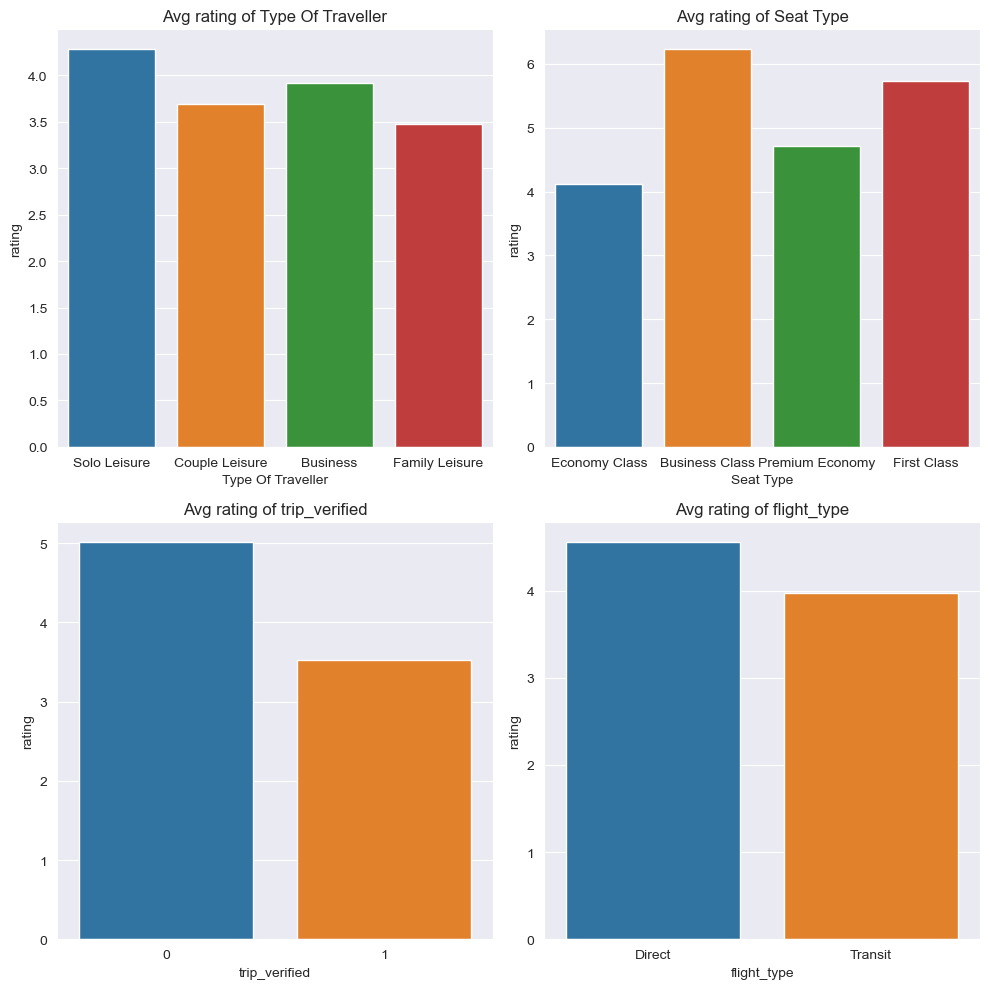 Avg rating of Type Of Traveller
4.0
3.5
3.0
2.5
2.0
1.5
1.0
0.5
0.0
rating
Solo Leisure Couple Leisure Business Family Leisure
Type Of Traveller
Avg rating of Seat Type
6
5
4
3
2
1
0
rating
Economy Class Business Class Premium Economy First Class
Seat Type
Avg rating of trip_verified
5
4
3
2
1
0
rating
0 1
trip_verified
Avg rating of flight_type
4
3
2
1
0
rating
Direct Transit
flight_type